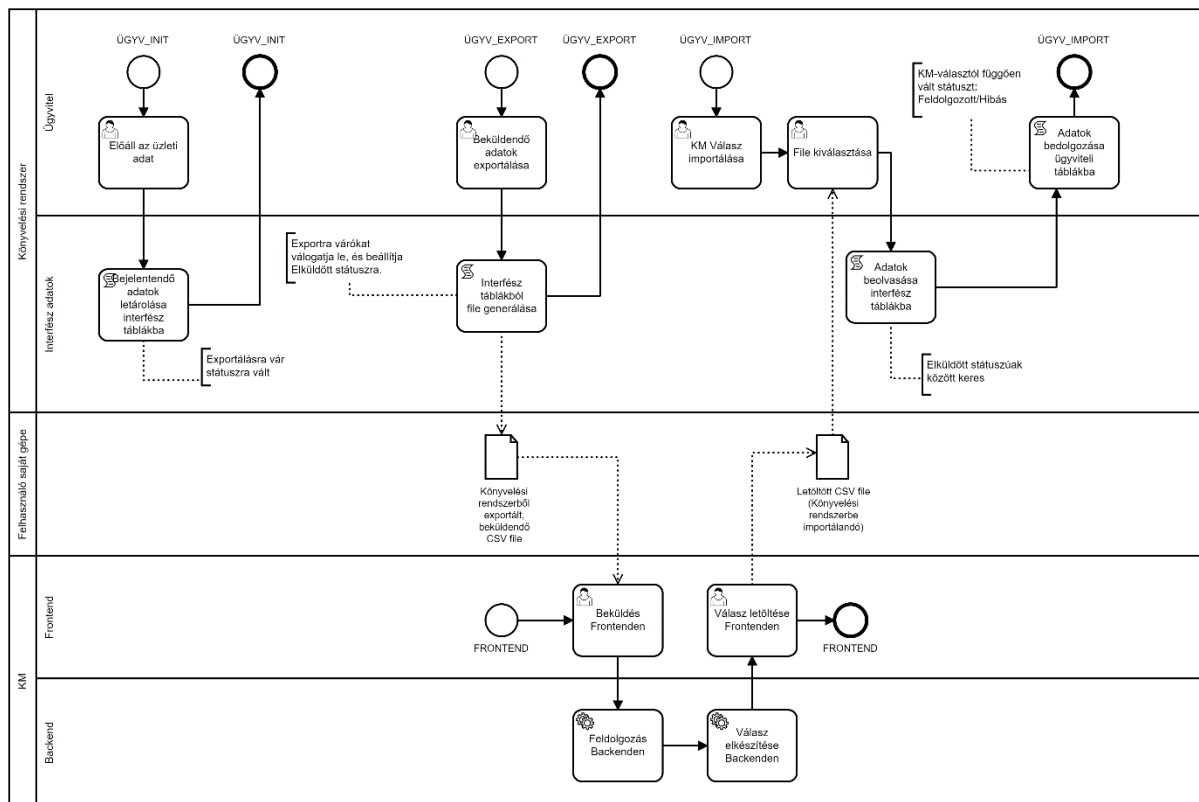 Könyvelési rendszer
Ügyvitel
ÜGYV_INIT
ÜGYV_INIT
ÜGYV_EXPORT
ÜGYV_EXPORT
ÜGYV_IMPORT
ÜGYV_IMPORT
Előáll az üzleti
adat
Beküldendő
adatok
exportálása
KM Válasz
importálása
File kiválasztása
KM-választól függően
vált státuszt:
Feldolgozott/Hibás
Adatok
bedolgozása
ügyviteli
táblákba
Interfész adatok
Bejelentendő
adatok
letárolása
interfész
táblákba
Exportálásra vár
státuszra vált
Exportra várókat
válogatja le, és beállítja
Elküldött státuszra.
Interfész
táblákból
file generálása
Adatok
beolvasása
interfész
táblákba
Elküldött státuszúak
között keres
Felhasználó saját gépe
Könyvelési
rendszerből
exportált,
beküldendő
CSV file
Letöltött CSV file
(Könyvelési
rendszerbe
importálandó)
KM
Frontend
FRONTEND
Beküldés
Frontenden
Válasz letöltése
Frontenden
FRONTEND
Backend
Feldolgozás
Backenden
Válasz
elkészítése
Backenden